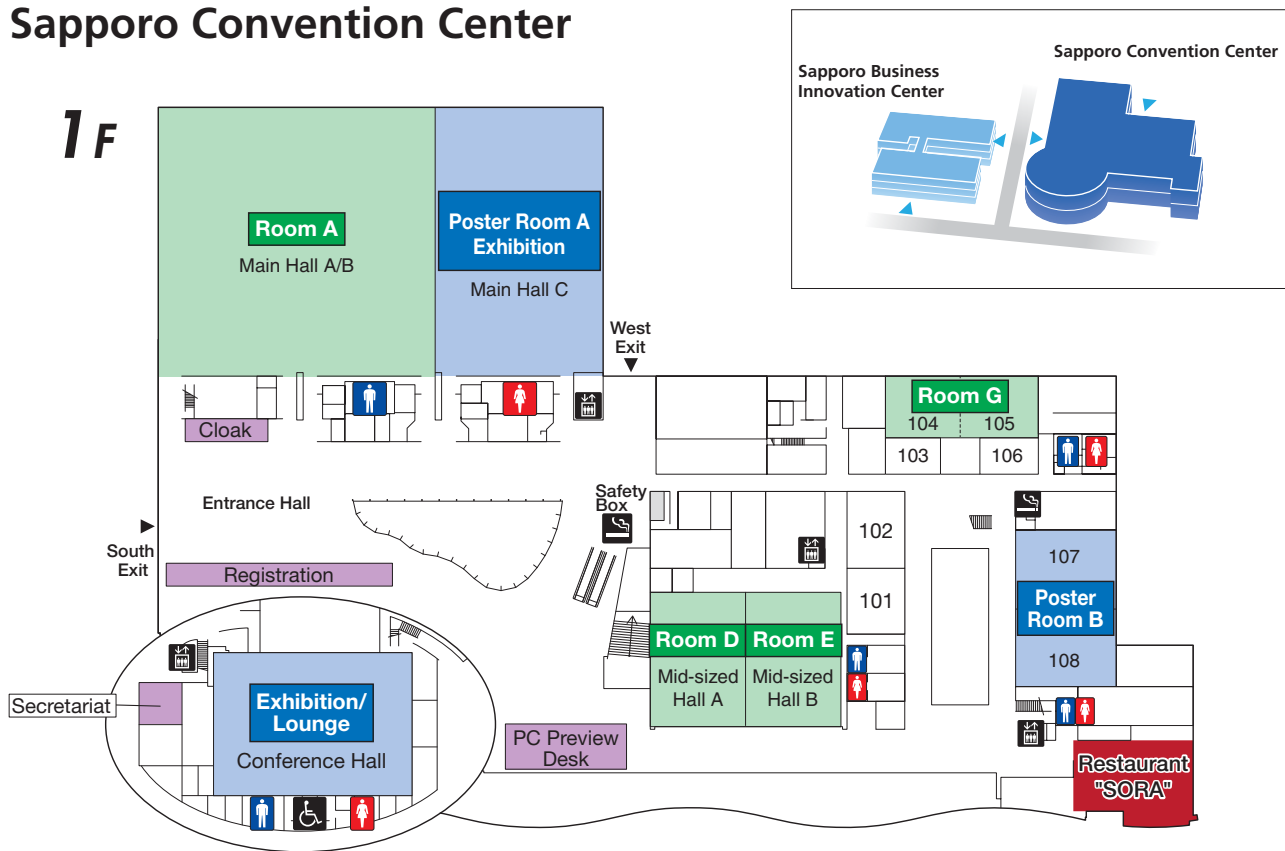 Sapporo Convention Center
1F
Sapporo Convention Center
Sapporo Business
Innovation Center
Room A
Main Hall A/B
Poster Room A
Exhibition
Main Hall C
West
Exit
Cloak
Room G
104
105
103
106
Entrance Hall
Safety
Box
South
Exit
Registration
102
101
107
Poster
Room B
108
Room D
Room E
Mid-sized
Hall A
Mid-sized
Hall B
Secretariat
Exhibition/
Lounge
Conference Hall
PC Preview
Desk
Restaurant
"SORA"